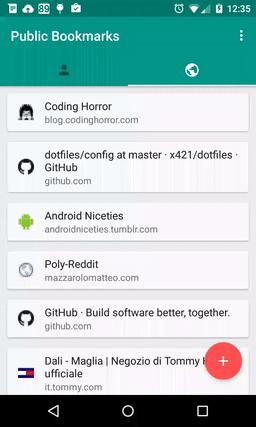 89
12:35
Public Bookmarks
Coding Horror
blog.codinghorror.com
dotfiles/config at master · x421/dotfiles ·
GitHub
github.com
Android Niceties
androidniceties.tumblr.com
Poly-Reddit
mazzarolomatteo.com
GitHub · Build software better, together.
github.com
Dali - Maglia | Negozio di Tommy
ufficiale
it.tommy.com